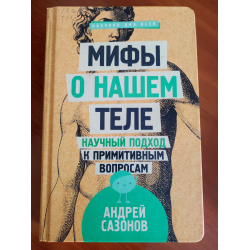 МИФЫ
О НАШЕМ
ТЕЛЕ
НАУЧНЫЙ ПОДХОД
К ПРИМИТИВНЫМ
ВОПРОСАМ
АНДРЕЙ
САЗОНОВ